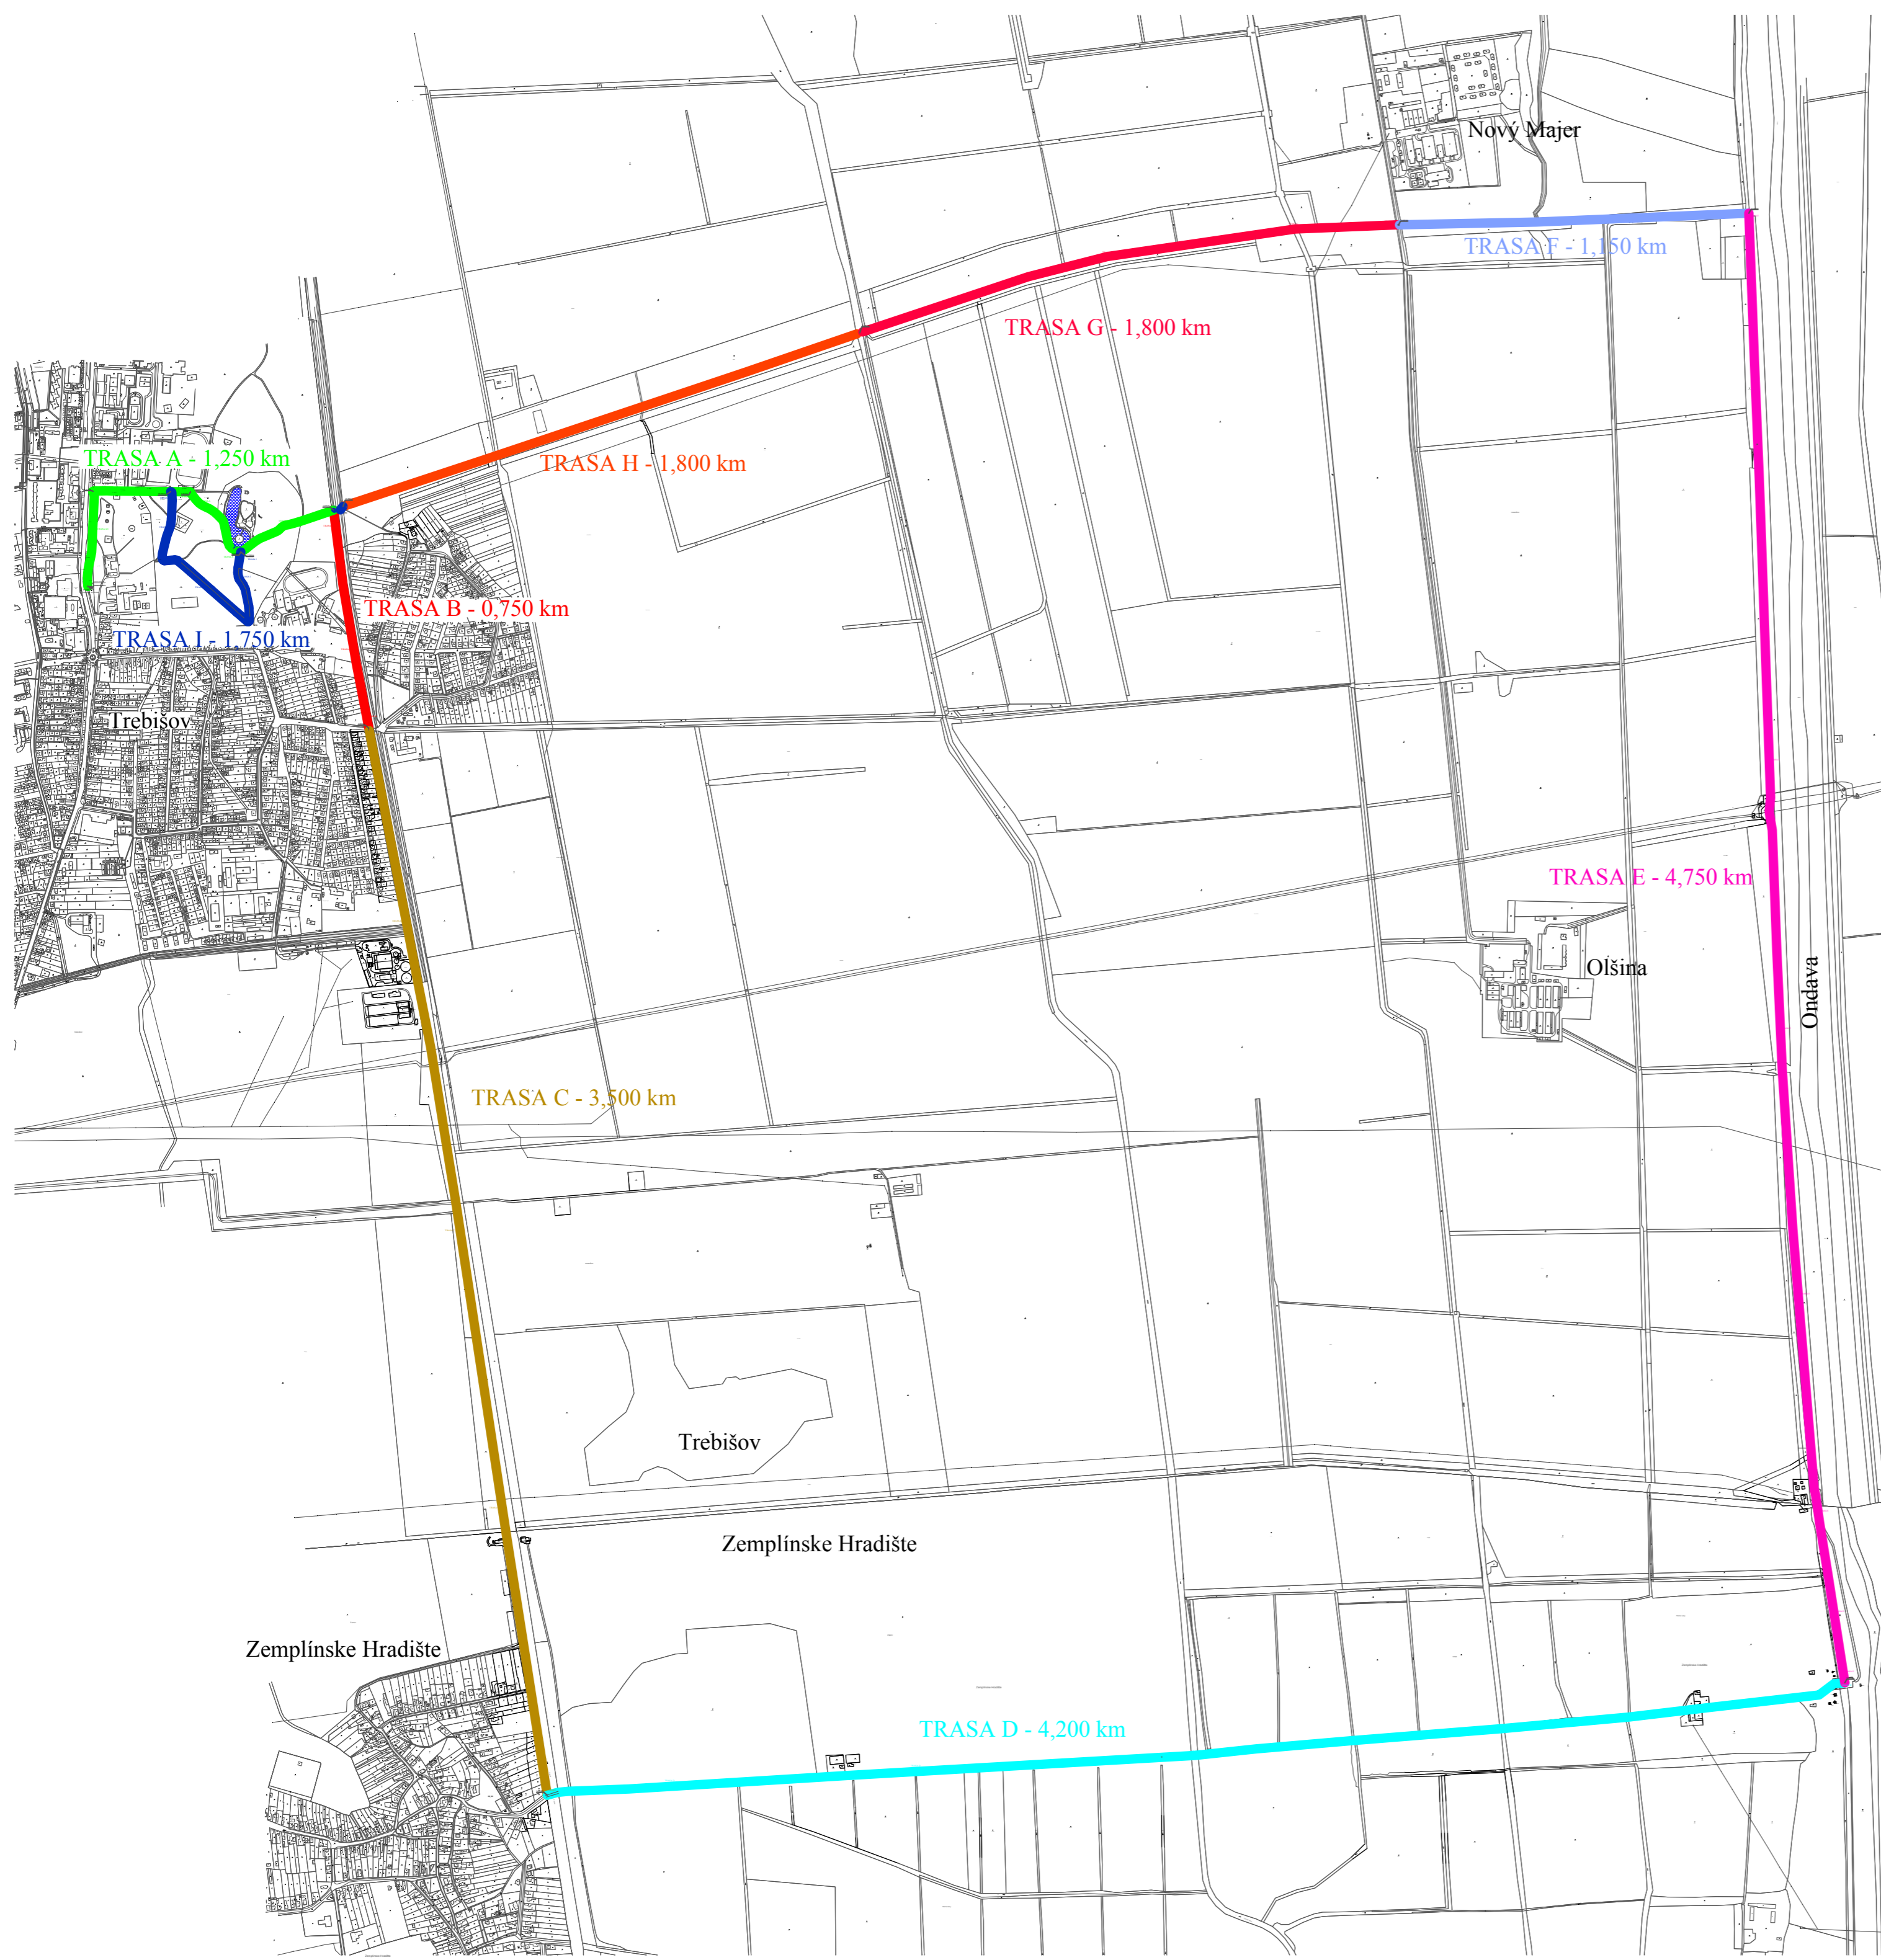 Nový Majer
TRASA F - 1,150 km
TRASA G - 1,800 km
TRASA A - 1,250 km
TRASA H - 1,800 km
TRASA B - 0,750 km
TRASA I - 1.750 km
Trebišov
TRASA E - 4,750 km
Olšina
Ondava
TRASA C - 3,500 km
Trebišov
Zemplínske Hradište
Zemplínske Hradište
TRASA D - 4,200 km